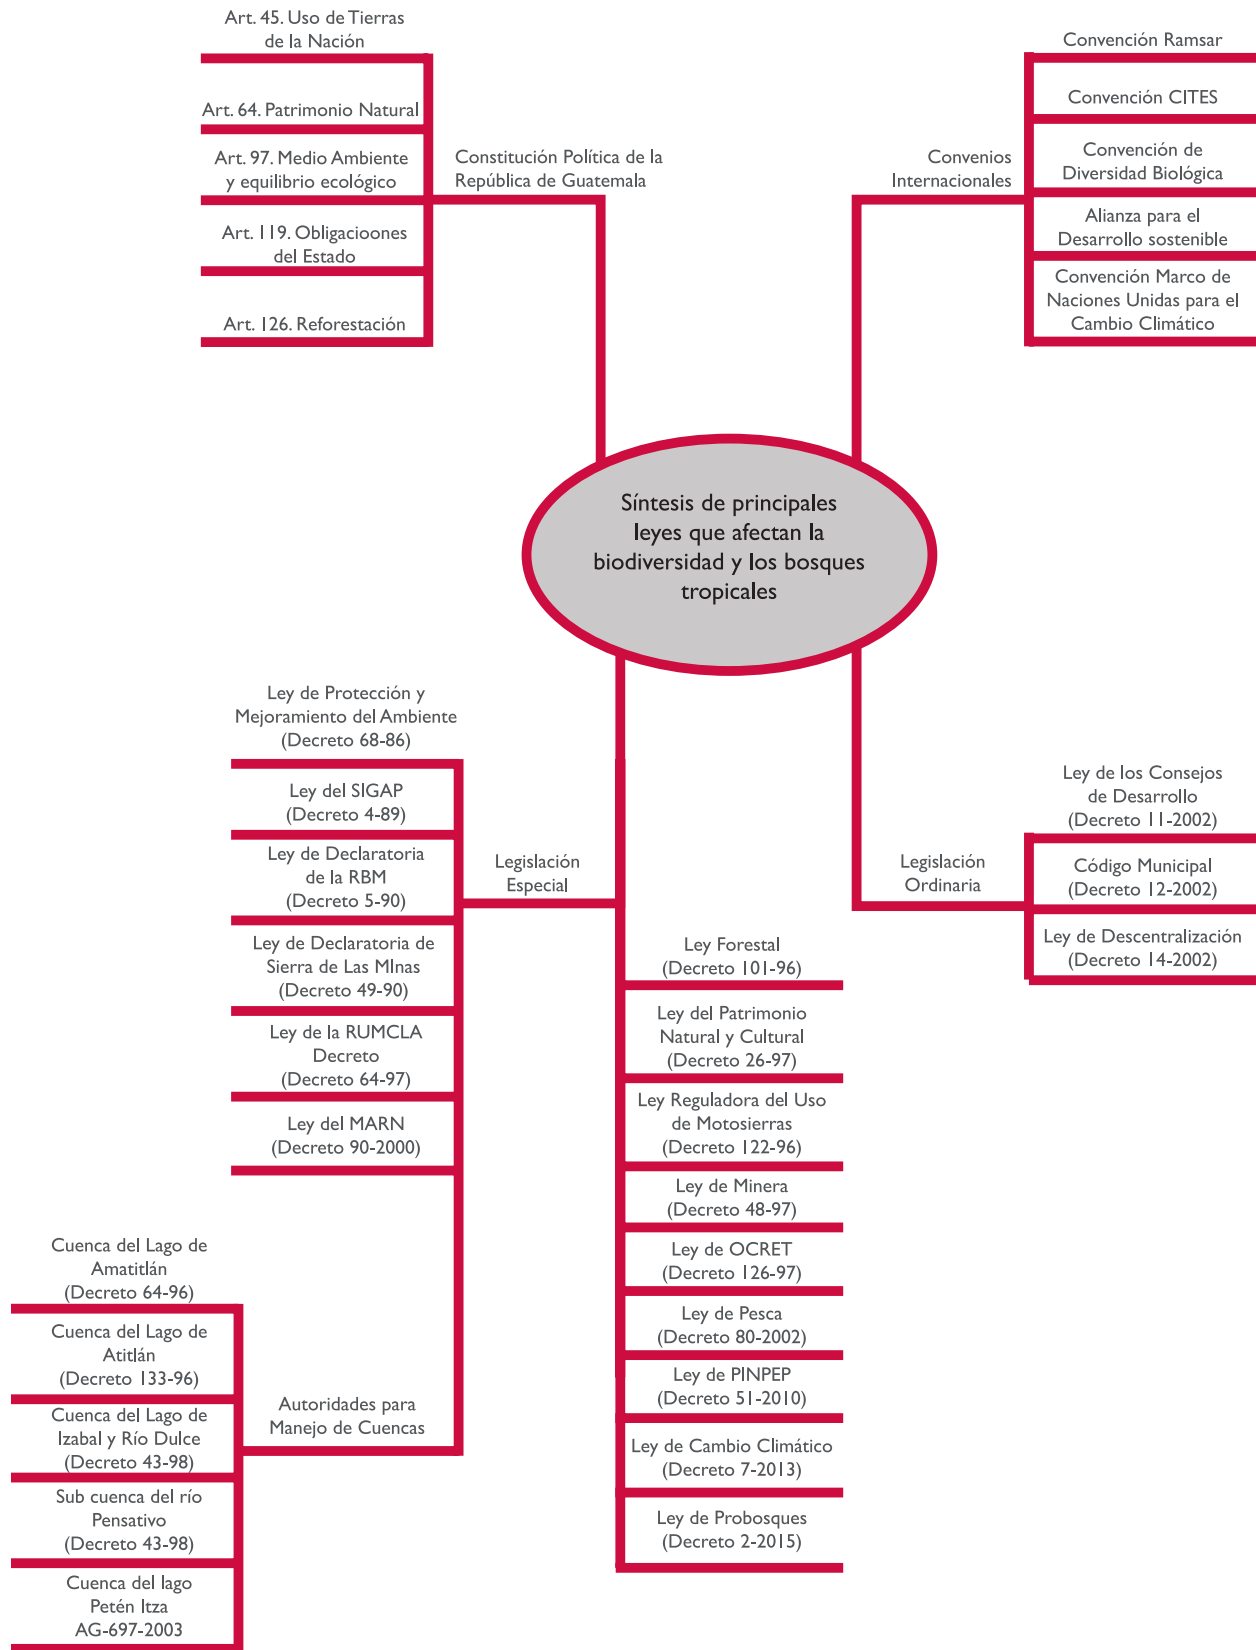 Art. 45. Uso de Tierras
de la Nación
Art. 64. Patrimonio Natural
Art. 97. Medio Ambiente
y equilibrio ecológico
Art. 119. Obligacioones
del Estado
Art. 126. Reforestación
Constitución Política de la
República de Guatemala
Convenios
Internacionales
Convención Ramsar
Convención CITES
Convención de
Diversidad Biológica
Alianza para el
Desarrollo sostenible
Convención Marco de
Naciones Unidas para el
Cambio Climático
Síntesis de principales
leyes que afectan la
biodiversidad y los bosques
tropicales
Ley de Protección y
Mejoramiento del Ambiente
(Decreto 68-86)
Ley del SIGAP
(Decreto 4-89)
Ley de Declaratoria
de la RBM
(Decreto 5-90)
Ley de Declaratoria de
Sierra de Las MInas
(Decreto 49-90)
Ley de la RUMCLA
Decreto
(Decreto 64-97)
Ley del MARN
(Decreto 90-2000)
Legislación
Especial
Ley Forestal
(Decreto 101-96)
Ley del Patrimonio
Natural y Cultural
(Decreto 26-97)
Ley Reguladora del Uso
de Motosierras
(Decreto 122-96)
Ley de Minera
(Decreto 48-97)
Ley de OCRET
(Decreto 126-97)
Ley de Pesca
(Decreto 80-2002)
Ley de PINPEP
(Decreto 51-2010)
Ley de Cambio Climático
(Decreto 7-2013)
Ley de Probosques
(Decreto 2-2015)
Legislación
Ordinaria
Ley de los Consejos
de Desarrollo
(Decreto 11-2002)
Código Municipal
(Decreto 12-2002)
Ley de Descentralización
(Decreto 14-2002)
Cuenca del Lago de
Amatitlán
(Decreto 64-96)
Cuenca del Lago de
Atitlán
(Decreto 133-96)
Cuenca del Lago de
Izabal y Río Dulce
(Decreto 43-98)
Sub cuenca del río
Pensativo
(Decreto 43-98)
Cuenca del lago
Petén Itza
AG-697-2003
Autoridades para
Manejo de Cuencas